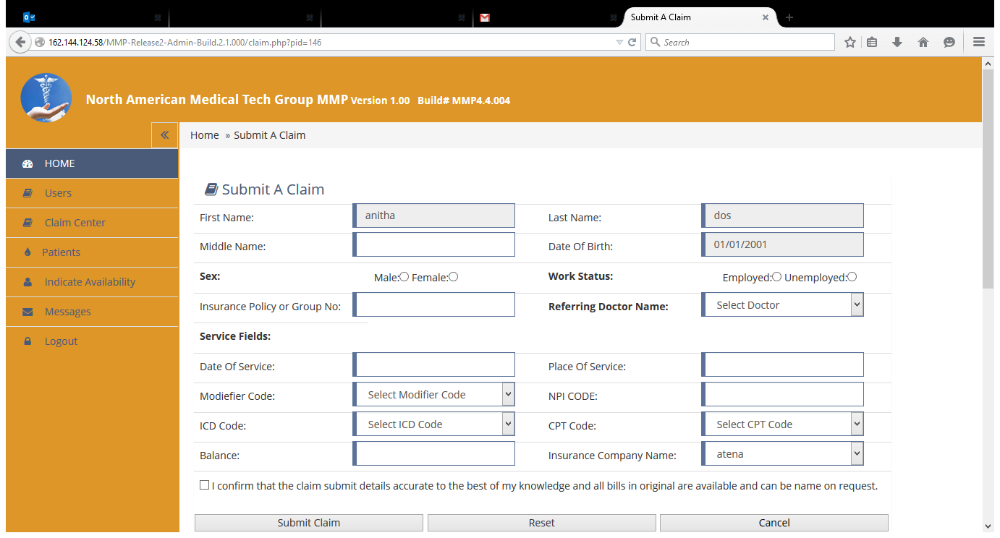 Submit A Claim
162.144.124.58/MMP-Release2-Admin-Build.2.1.000/claim.php?pid=146
Search
North American Medical Tech Group MMP Version 1.00 Build# MMP4.4.004
Home » Submit A Claim
HOME
Users
Claim Center
Patients
Indicate Availability
Messages
Logout
Submit A Claim
First Name: anitha Last Name: dos
Middle Name: Date Of Birth: 01/01/2001
Sex: Male: Female: Work Status: Employed: Unemployed:
Insurance Policy or Group No: Referring Doctor Name: Select Doctor
Service Fields:
Date Of Service: Place Of Service:
Modiefier Code: Select Modifier Code NPI CODE:
ICD Code: Select ICD Code CPT Code: Select CPT Code
Balance: Insurance Company Name: atena
I confirm that the claim submit details accurate to the best of my knowledge and all bills in original are available and can be name on request.
Submit Claim Reset Cancel